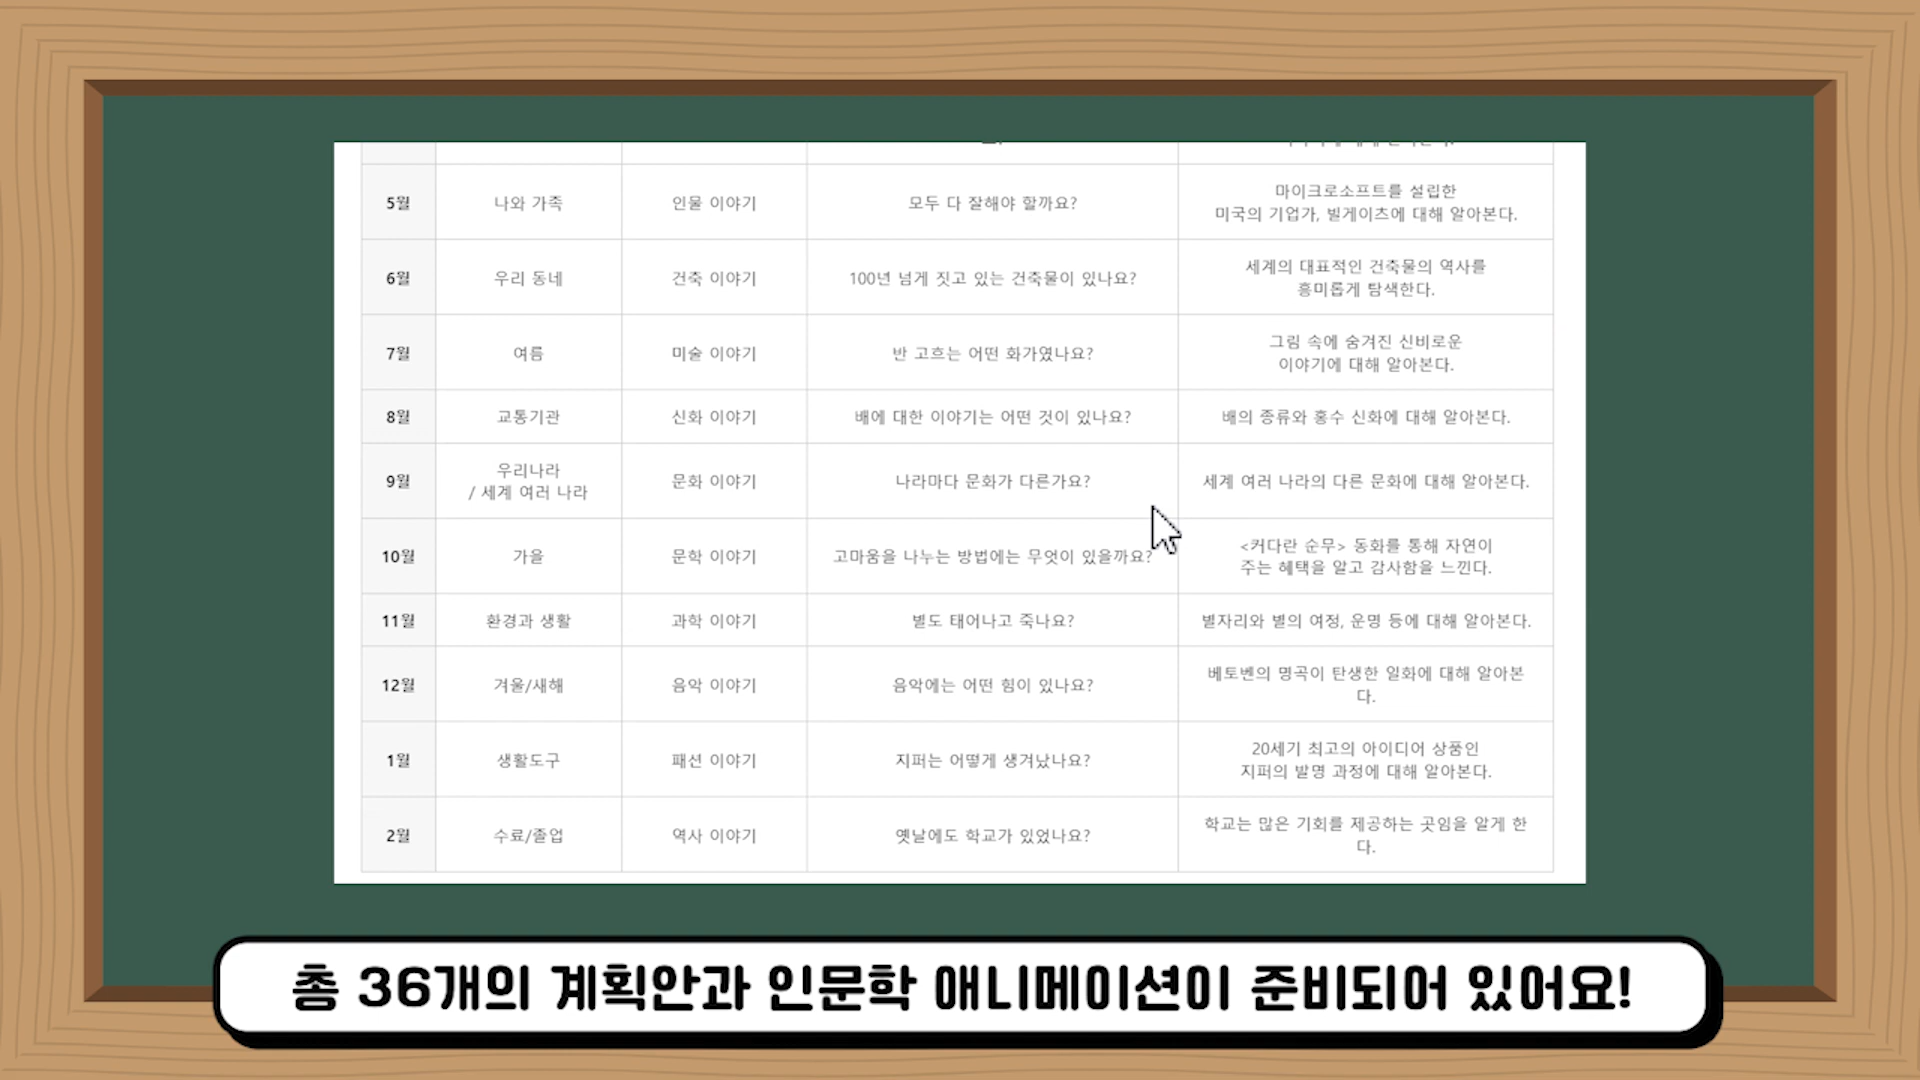 5월
나와 가족
인물 이야기
모두 다 잘해야 할까요?
마이크로소프트를 설립한
미국의 기업가, 빌게이츠에 대해 알아본다.
6월
우리 동네
건축 이야기
100년 넘게 짓고 있는 건축물이 있나요?
세계의 대표적인 건축물의 역사를
흥미롭게 탐색한다.
7월
여름
미술 이야기
반 고흐는 어떤 화가였나요?
그림 속에 숨겨진 신비로운
이야기에 대해 알아본다.
8월
교통기관
신화 이야기
배에 대한 이야기는 어떤 것이 있나요?
배의 종류와 홍수 신화에 대해 알아본다.
9월
우리나라
/ 세계 여러 나라
문화 이야기
나라마다 문화가 다른가요?
세계 여러 나라의 다른 문화에 대해 알아본다.
10월
가을
문학 이야기
고마움을 나누는 방법에는 무엇이 있을까요?
<커다란 순무> 동화를 통해 자연이
주는 혜택을 알고 감사함을 느낀다.
11월
환경과 생활
과학 이야기
별도 태어나고 죽나요?
별자리와 별의 여정, 운명 등에 대해 알아본다.
12월
겨울/새해
음악 이야기
음악에는 어떤 힘이 있나요?
베토벤의 명곡이 탄생한 일화에 대해 알아본
다.
1월
생활도구
패션 이야기
지퍼는 어떻게 생겨났나요?
20세기 최고의 아이디어 상품인
지퍼의 발명 과정에 대해 알아본다.
2월
수료/졸업
역사 이야기
옛날에도 학교가 있었나요?
학교는 많은 기회를 제공하는 곳임을 알게 한
다.
총 36개의 계획안과 인문학 애니메이션이 준비되어 있어요!